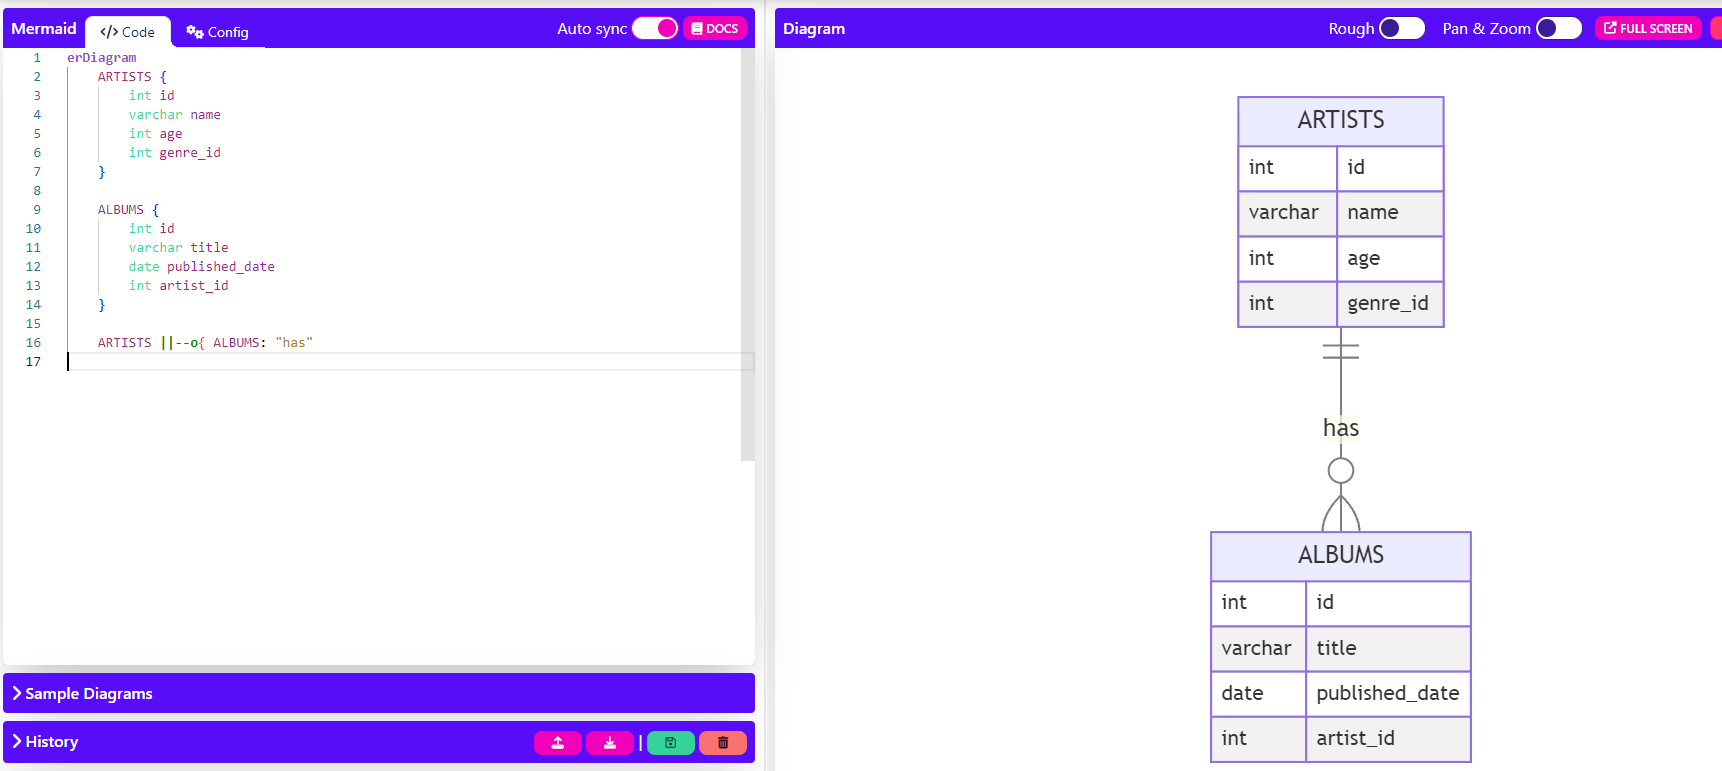 Mermaid </> Code Config Auto sync DOCS
1 erDiagram
2 ARTISTS {
3 int id
4 varchar name
5 int age
6 int genre_id
7 }
8
9 ALBUMS {
10 int id
11 varchar title
12 date published_date
13 int artist_id
14 }
15
16 ARTISTS ||--o{ ALBUMS: "has"
17
Sample Diagrams
History |
Diagram Rough Pan & Zoom FULL SCREEN
ARTISTS
int id
varchar name
int age
int genre_id
has
ALBUMS
int id
varchar title
date published_date
int artist_id